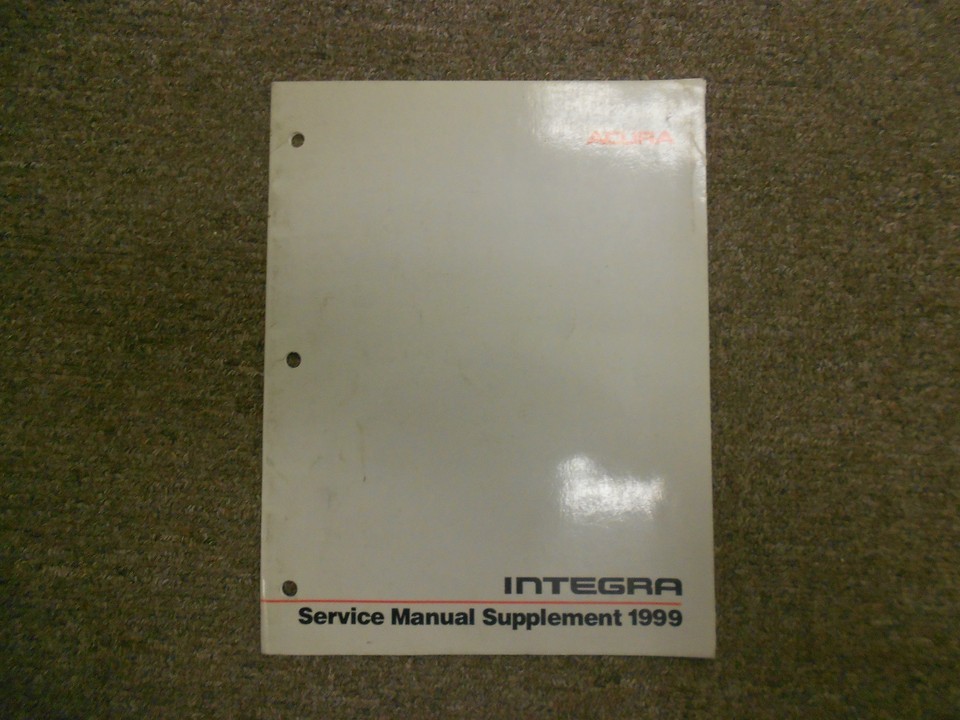 ACURA
INTEGRA
Service Manual Supplement 1999